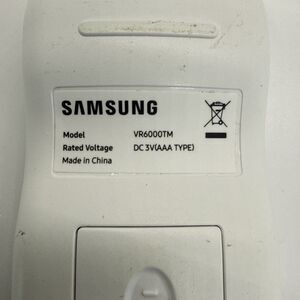 SAMSUNG
Model VR6000TM
Rated Voltage DC 3V(AAA TYPE)
Made in China